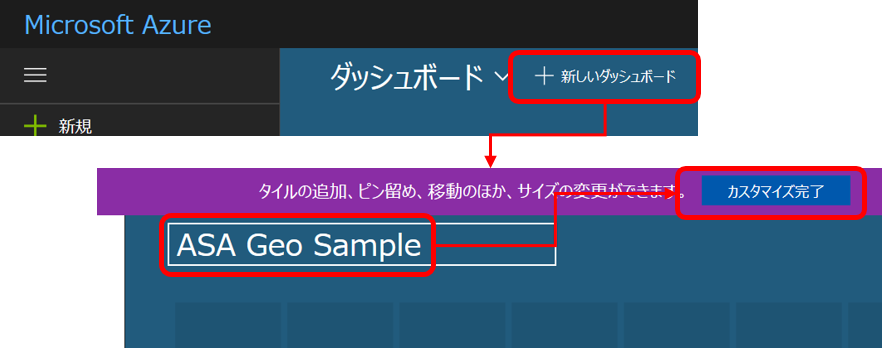 Microsoft Azure
ダッシュボード
新しいダッシュボード
新規
タイルの追加、ピン留め、移動のほか、サイズの変更ができます。
カスタマイズ完了
ASA Geo Sample